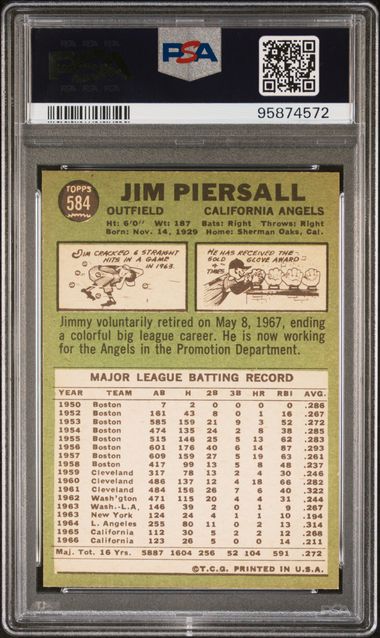 PSA
95874572
TOPPS
584
JIM PIERSALL
OUTFIELD CALIFORNIA ANGELS
Ht: 6'0" Wt: 187 Bats: Right Throws: Right
Born: Nov. 14, 1929 Home: Sherman Oaks, Cal.
JIM CRACKED 6 STRAIGHT
HITS IN A GAME
IN 1953.
HE HAS RECEIVED THE
GOLD GLOVE AWARD
TIMES
Jimmy voluntarily retired on May 8, 1967, ending
a colorful big league career. He is now working
for the Angels in the Promotion Department.
MAJOR LEAGUE BATTING RECORD
YEAR TEAM AB H 2B 3B HR RBI AVG.
1950 Boston 7 2 0 0 0 0 .286
1952 Boston 161 43 8 0 1 16 .267
1953 Boston 585 159 21 9 3 52 .272
1954 Boston 474 135 24 2 8 38 .285
1955 Boston 515 146 25 5 13 62 .283
1956 Boston 601 176 40 6 14 87 .293
1957 Boston 609 159 27 5 19 63 .261
1958 Boston 417 99 13 5 8 48 .237
1959 Cleveland 317 78 13 2 4 30 .246
1960 Cleveland 486 137 12 4 18 66 .282
1961 Cleveland 484 156 26 7 6 40 .322
1962 Wash'gton 471 115 20 4 4 31 .244
1963 Wash.-L.A. 146 39 2 0 1 9 .267
1963 New York 124 24 4 1 1 10 .194
1964 L. Angeles 255 80 11 0 2 13 .314
1965 California 112 30 5 2 2 12 .268
1966 California 123 26 5 0 0 14 .211
Maj. Tot. 16 Yrs. 5887 1604 256 52 104 591 .272
©T.C.G. PRINTED IN U.S.A.